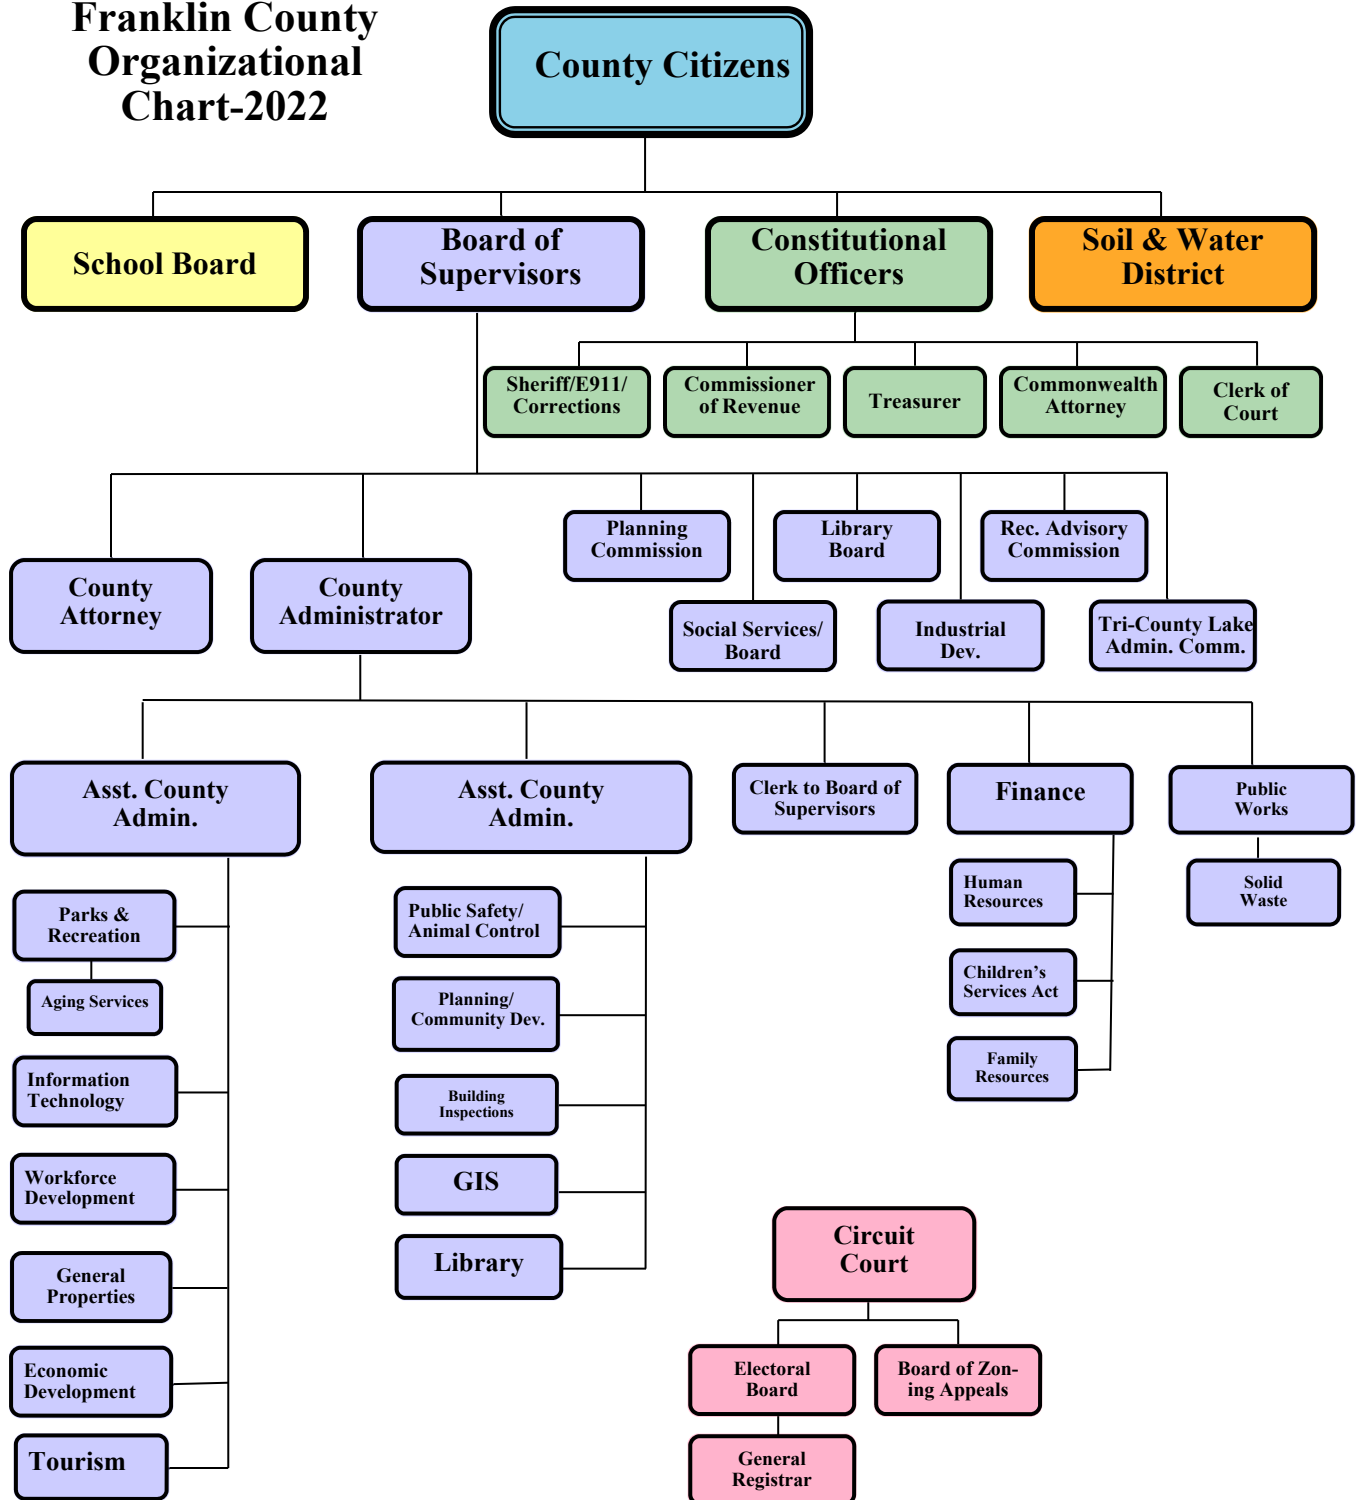 Franklin County
Organizational
Chart-2022
County Citizens
School Board
Board of
Supervisors
Constitutional
Officers
Soil & Water
District
Sheriff/E911/
Corrections
Commissioner
of Revenue
Treasurer
Commonwealth
Attorney
Clerk of
Court
Planning
Commission
Library
Board
Rec. Advisory
Commission
County
Attorney
County
Administrator
Social Services/
Board
Industrial
Dev.
Tri-County Lake
Admin. Comm.
Asst. County
Admin.
Asst. County
Admin.
Clerk to Board of
Supervisors
Finance
Public
Works
Parks &
Recreation
Aging Services
Information
Technology
Workforce
Development
General
Properties
Economic
Development
Tourism
Public Safety/
Animal Control
Planning/
Community Dev.
Building
Inspections
GIS
Library
Human
Resources
Children’s
Services Act
Family
Resources
Solid
Waste
Circuit
Court
Electoral
Board
Board of Zon-
ing Appeals
General
Registrar